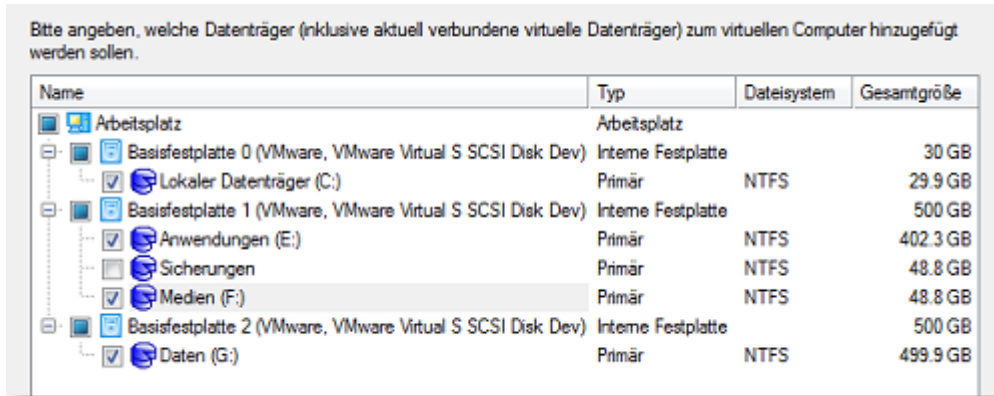 Bitte angeben, welche Datenträger (inklusive aktuell verbundene virtuelle Datenträger) zum virtuellen Computer hinzugefügt
werden sollen.
Name Typ Dateisystem Gesamtgröße
Arbeitsplatz Arbeitsplatz
Basisfestplatte 0 (VMware, VMware Virtual S SCSI Disk Dev) Interne Festplatte 30 GB
Lokaler Datenträger (C:) Primär NTFS 29.9 GB
Basisfestplatte 1 (VMware, VMware Virtual S SCSI Disk Dev) Interne Festplatte 500 GB
Anwendungen (E:) Primär NTFS 402.3 GB
Sicherungen Primär NTFS 48.8 GB
Medien (F:) Primär NTFS 48.8 GB
Basisfestplatte 2 (VMware, VMware Virtual S SCSI Disk Dev) Interne Festplatte 500 GB
Daten (G:) Primär NTFS 499.9 GB